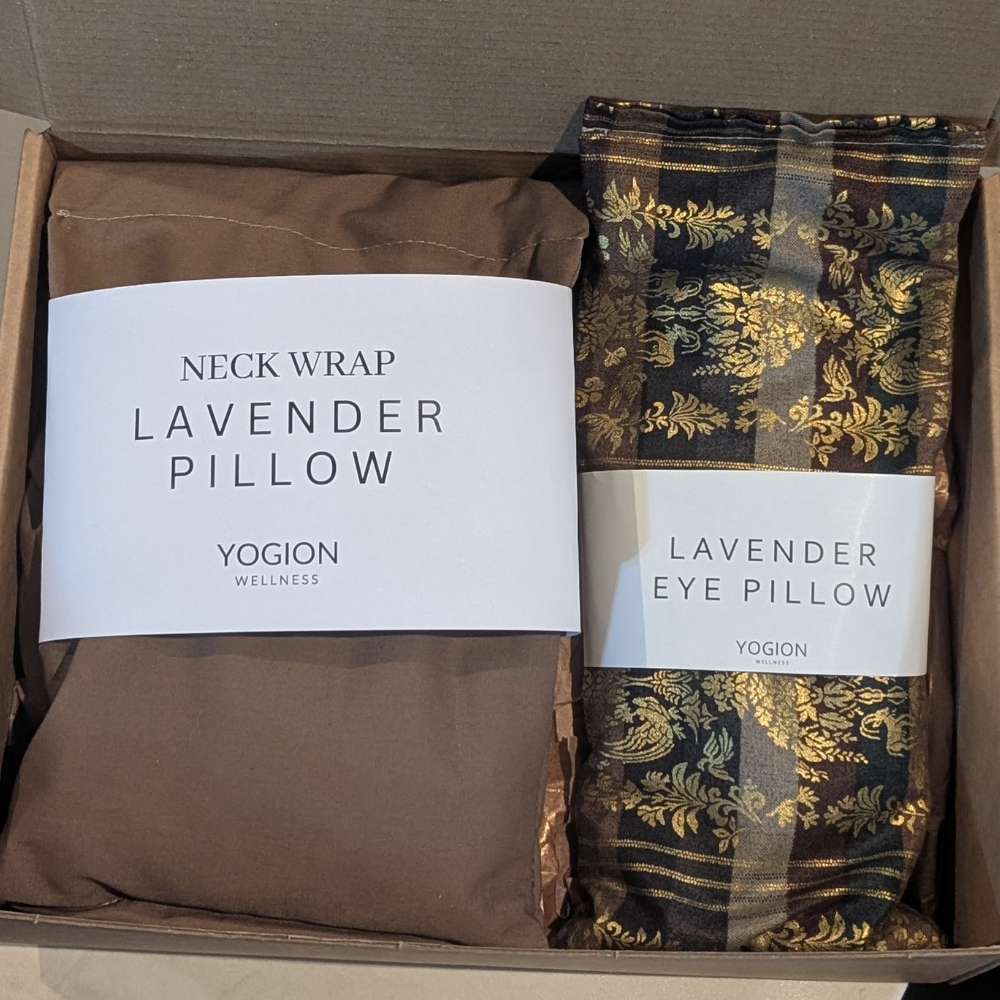 NECK WRAP
LAVENDER
PILLOW
YOGION
WELLNESS
LAVENDER
EYE PILLOW
YOGION
WELLNESS